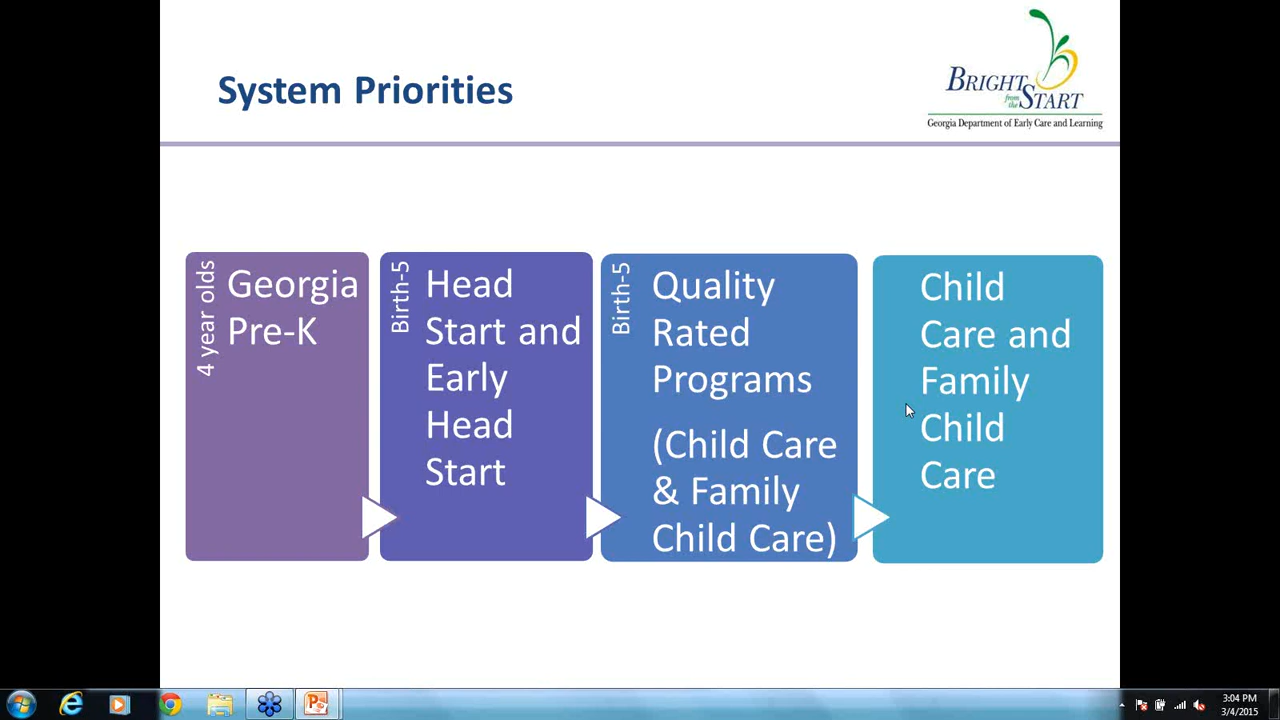 System Priorities
BRIGHT
from
the START
Georgia Department of Early Care and Learning
4 year olds
Georgia
Pre-K
Birth-5
Head
Start and
Early
Head
Start
Birth-5
Quality
Rated
Programs
(Child Care
& Family
Child Care)
Child
Care and
Family
Child
Care
3:04 PM
3/4/2015